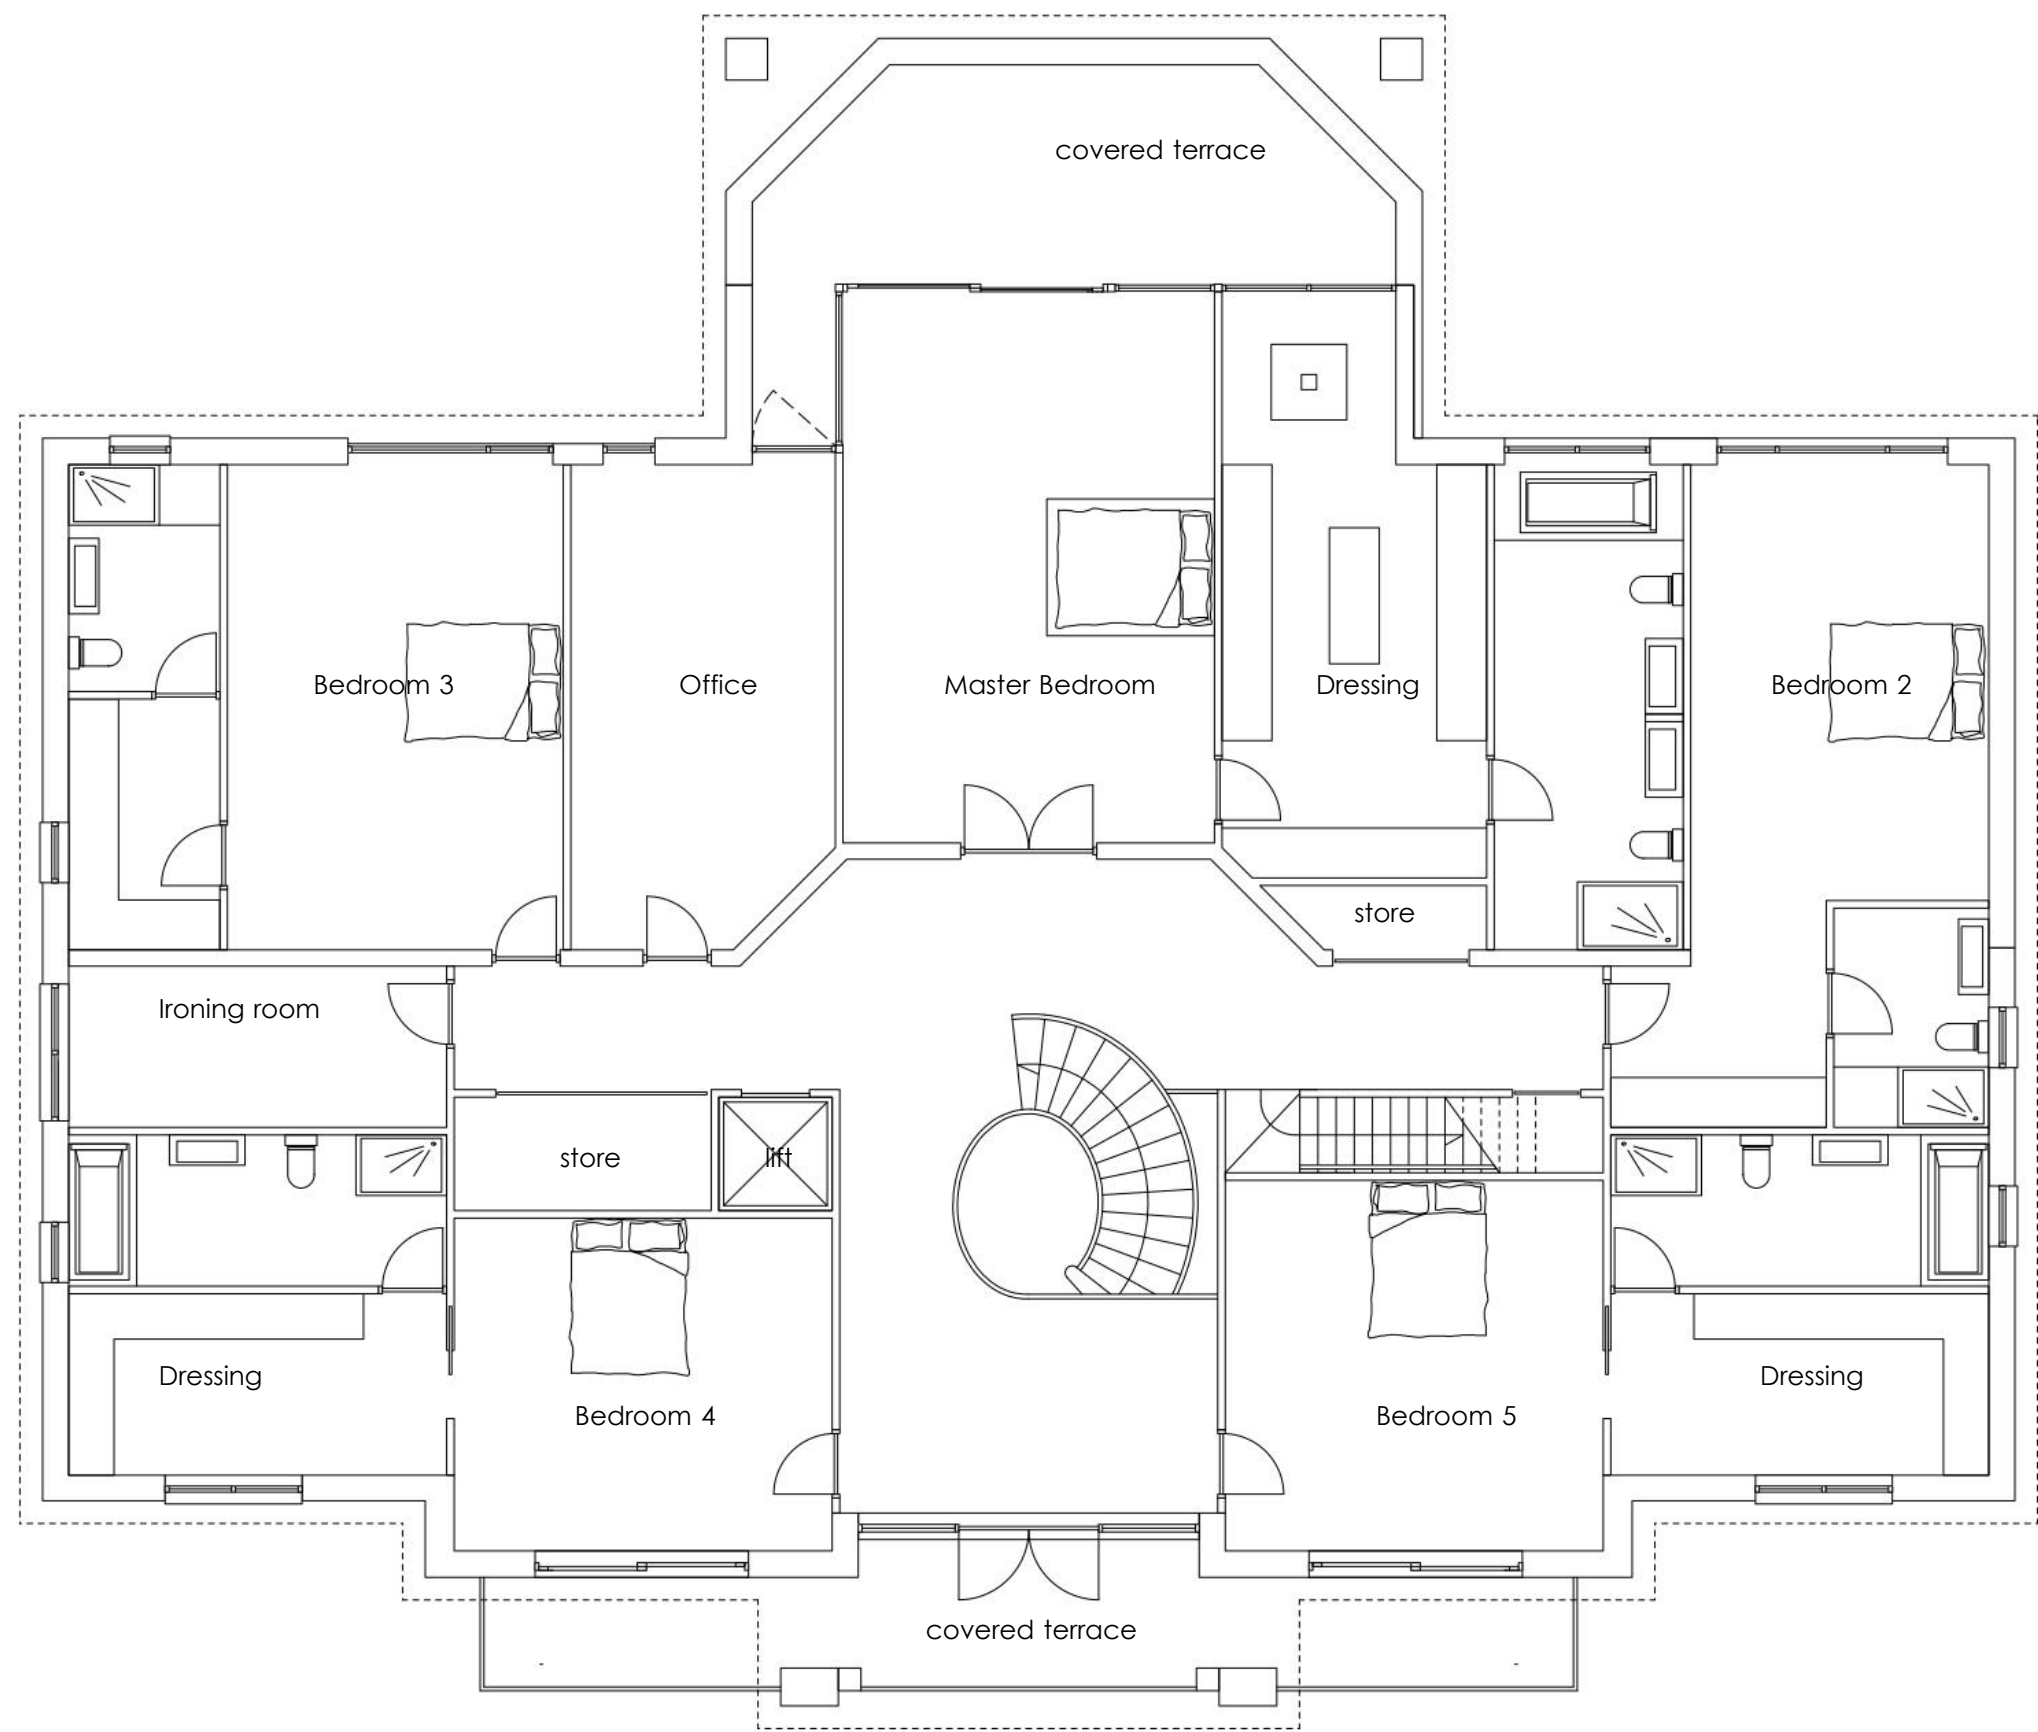 covered terrace
Bedroom 3
Office
Master Bedroom
Dressing
Bedroom 2
store
Ironing room
store
lift
Dressing
Dressing
Bedroom 4
Bedroom 5
covered terrace